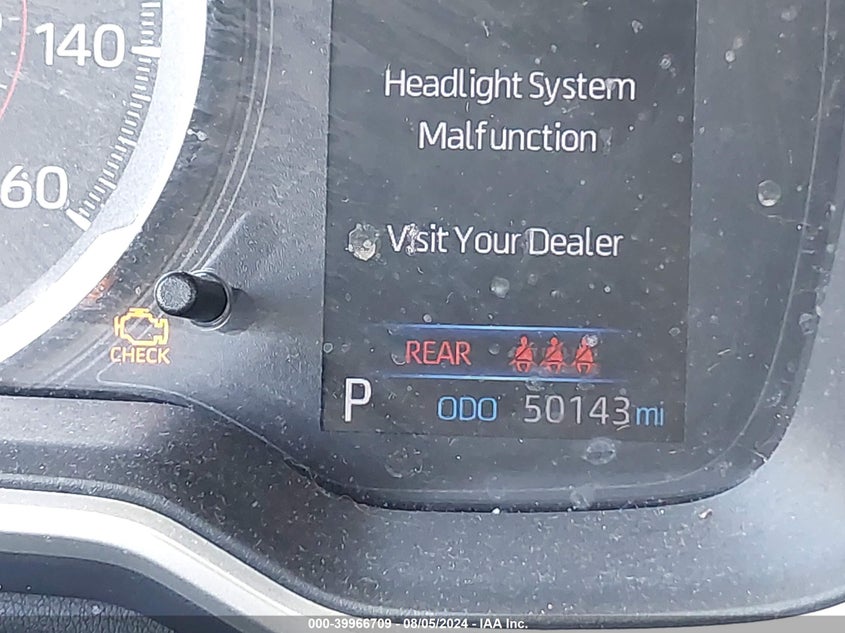 140
60
Headlight System
Malfunction
Visit Your Dealer
CHECK
REAR
P ODO 50143 mi
000-39966709 - 08/05/2024 - IAA Inc.